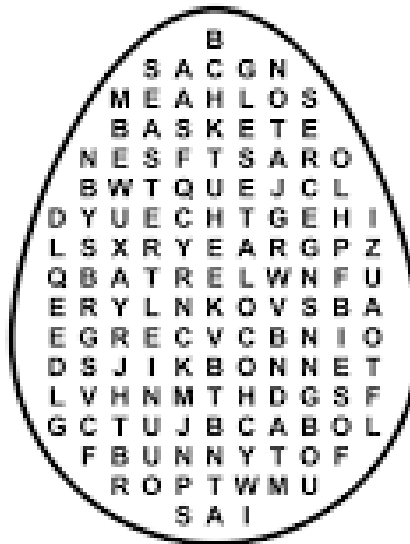 B
S A C G N
M E A H L O S
B A S K E T E
N E S F T S A R O
B W T Q U E J C L
D Y U E C H T G E H I
L S X R Y E A R G P Z
Q B A T R E L W N F U
E R Y L N K O V S B A
E G R E C V C B N I O
D S J I K B O N N E T
L V H N M T H D G S F
G C T U J B C A B O L
F B U N N Y T O F
R O P T W M U
S A I